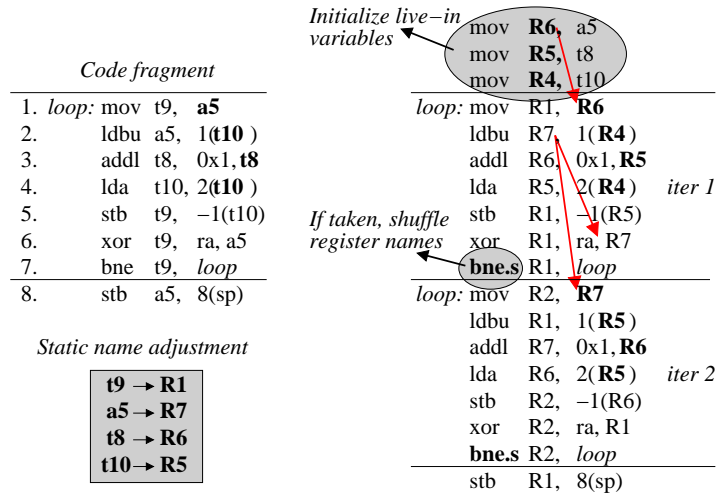 Code fragment
1. loop: mov t9, a5
2. ldbu a5, 1(t10 )
3. addl t8, 0x1,t8
4. lda t10, 2(t10 )
5. stb t9, −1(t10)
6. xor t9, ra, a5
7. bne t9, loop
8. stb a5, 8(sp)
Static name adjustment
t9 → R1
a5 → R7
t8 → R6
t10 → R5
Initialize live−in
variables
mov R6, a5
mov R5, t8
mov R4, t10
loop: mov R1, R6
ldbu R7, 1( R4 )
addl R6, 0x1,R5
lda R5, 2( R4 ) iter 1
stb R1, −1(R5)
If taken, shuffle
register names
xor R1, ra, R7
bne.s R1, loop
loop: mov R2, R7
ldbu R1, 1( R5 )
addl R7, 0x1,R6
lda R6, 2( R5 ) iter 2
stb R2, −1(R6)
xor R2, ra, R1
bne.s R2, loop
stb R1, 8(sp)